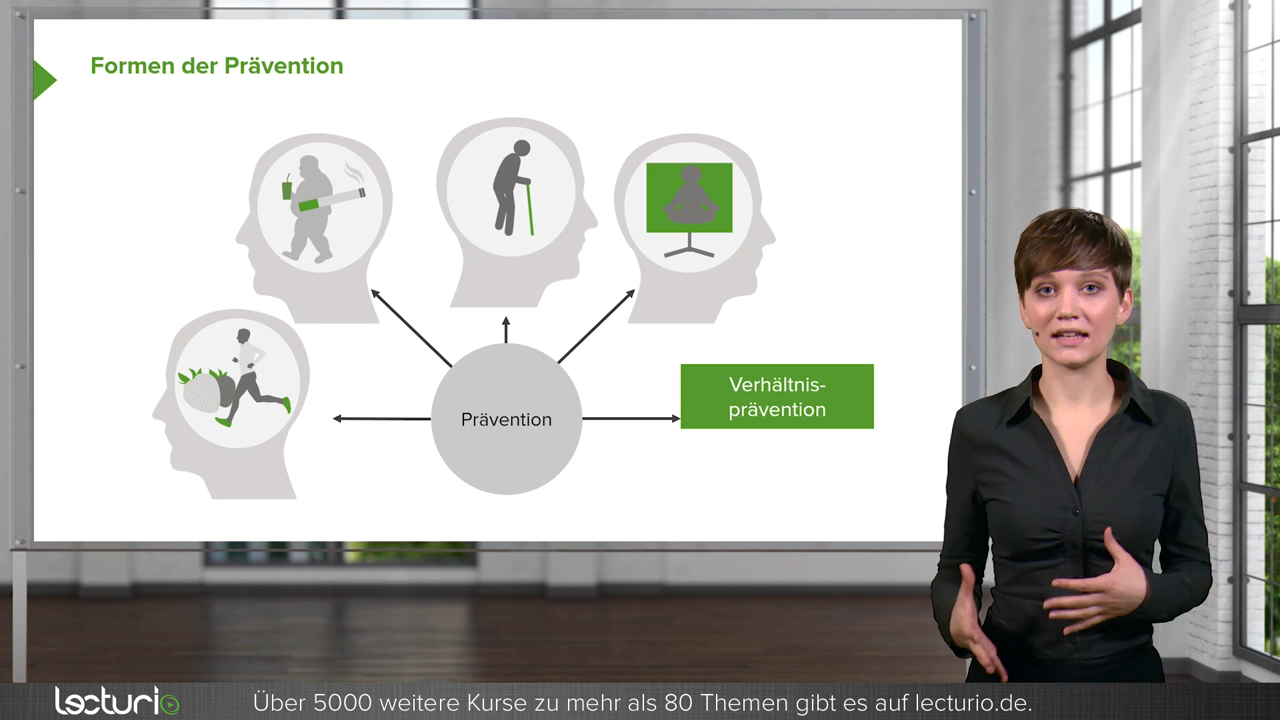 Formen der Prävention
Prävention
Verhältnis-
prävention
lecturio
Über 5000 weitere Kurse zu mehr als 80 Themen gibt es auf lecturio.de.